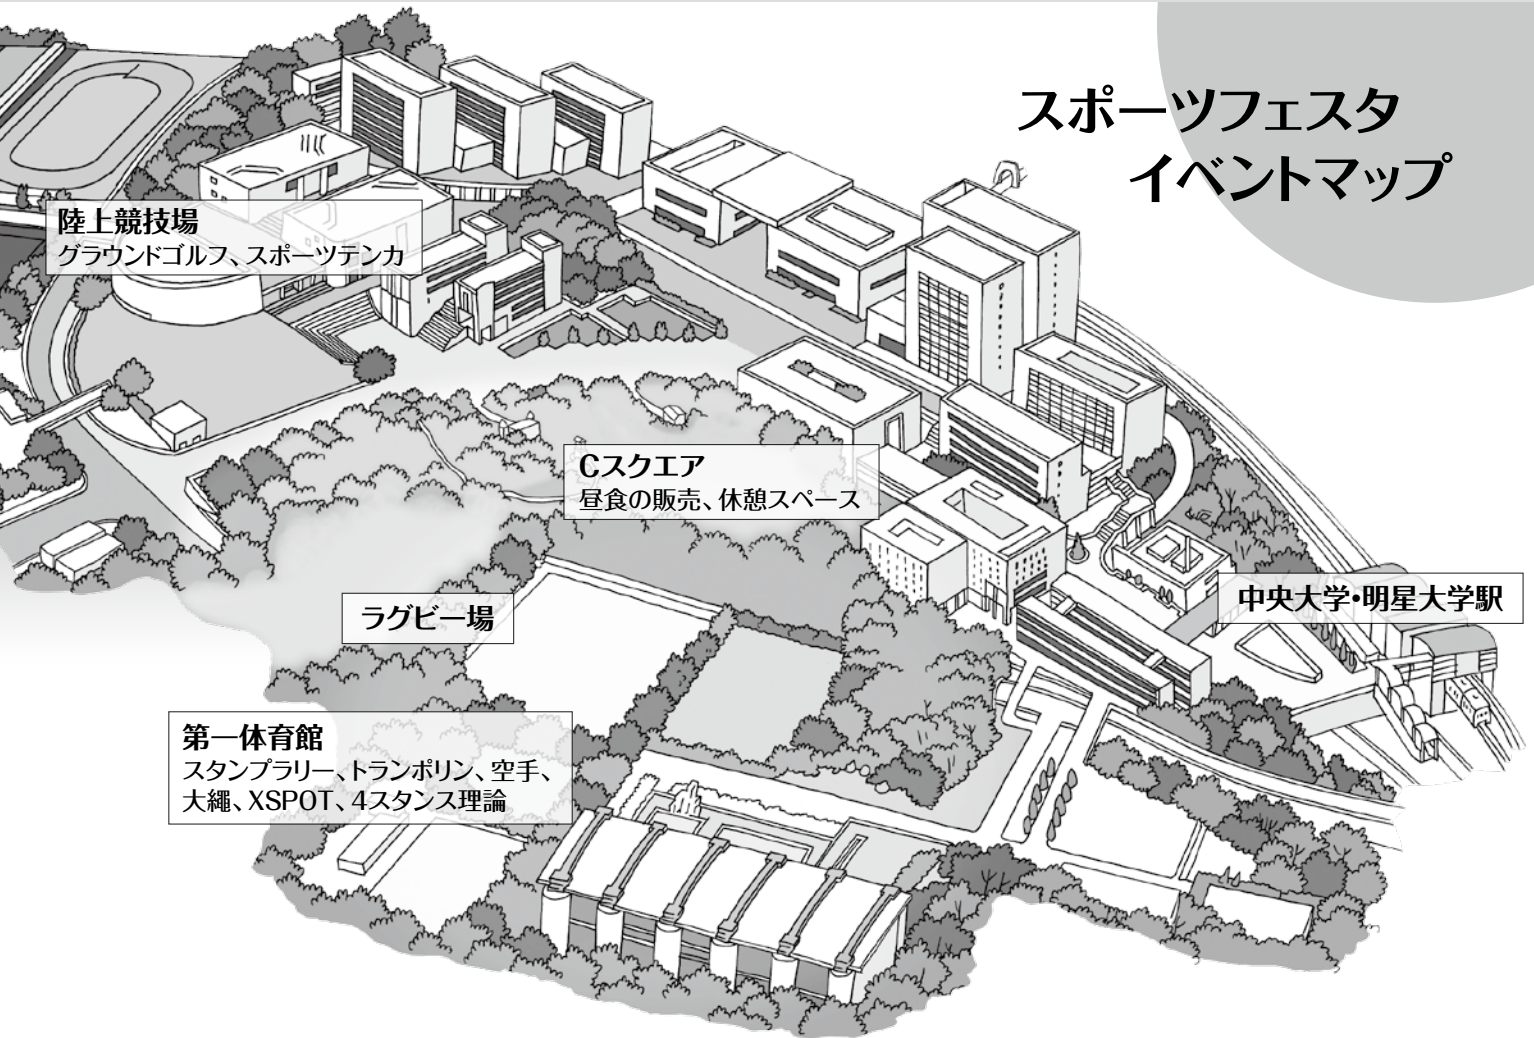 スポーツフェスタ
イベントマップ
陸上競技場
グラウンドゴルフ、スポーツテンカ
Cスクエア
昼食の販売、休憩スペース
中央大学・明星大学駅
ラグビー場
第一体育館
スタンプラリー、トランポリン、空手、
大縄、XSPOT、4スタンス理論